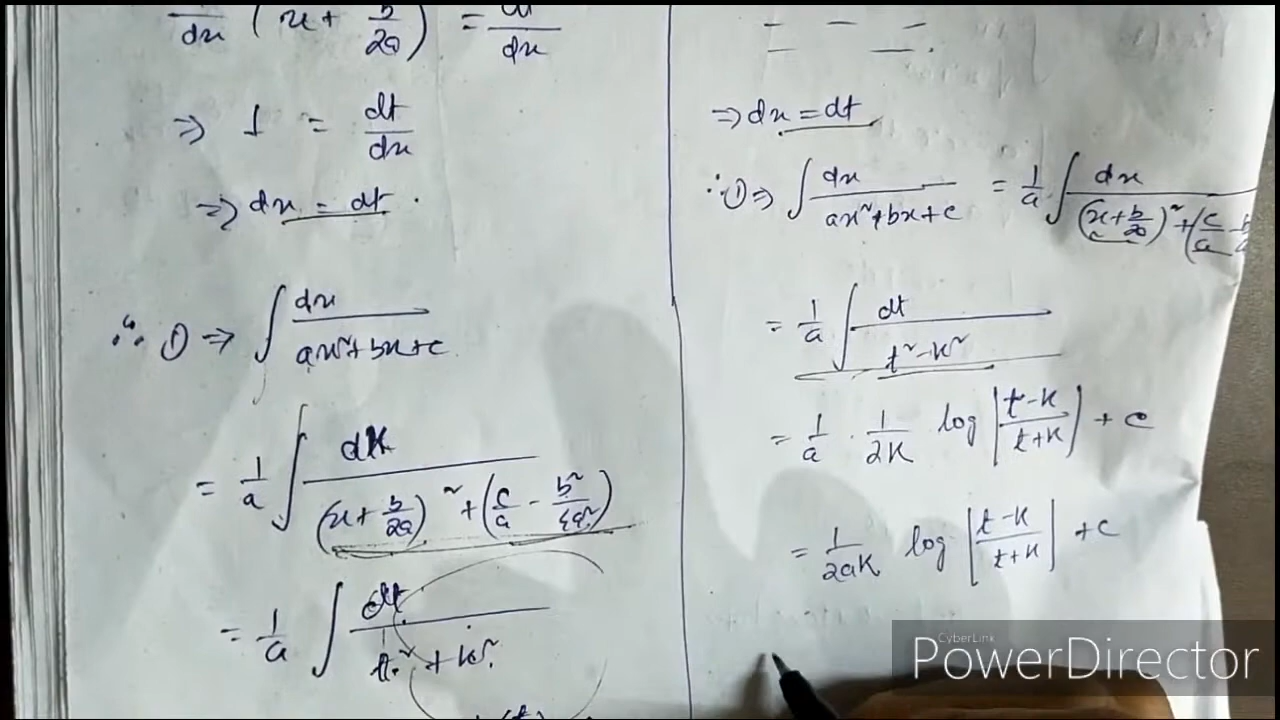 /dx (x + b/2a) = dt/dx
⇒ 1 = dt/dx
⇒ dx = dt.
∴ ① ⇒ ∫ dx/ax²+bx+c
= 1/a ∫ dx/(x + b/2a)² + (c/a - b²/4a²)
= 1/a ∫ dt/t² + k²
⇒ dx = dt
∴ ① ⇒ ∫ dx/ax²+bx+c = 1/a ∫ dx/(x+b/2a)² + (c/a -
= 1/a ∫ dt/t²-k²
= 1/a · 1/2k log |t-k/t+k| + c
= 1/2ak log |t-k/t+k| + c
CyberLink
PowerDirector